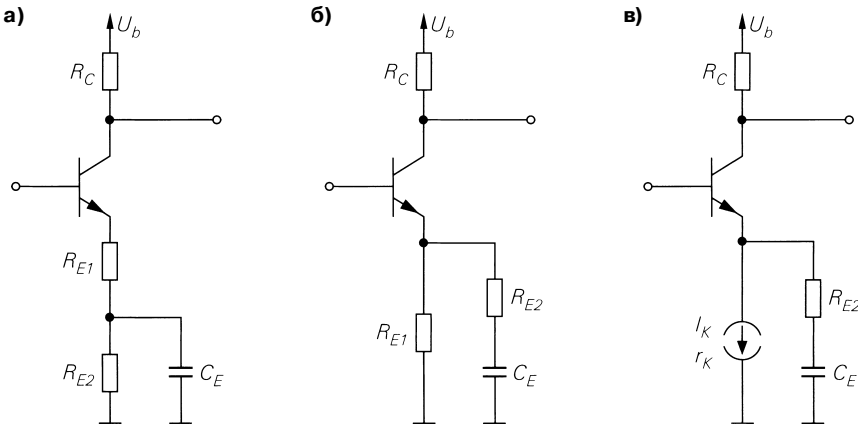 а)
U_b
R_C
R_E1
R_E2
C_E
б)
U_b
R_C
R_E2
R_E1
C_E
в)
U_b
R_C
I_K
r_K
R_E2
C_E